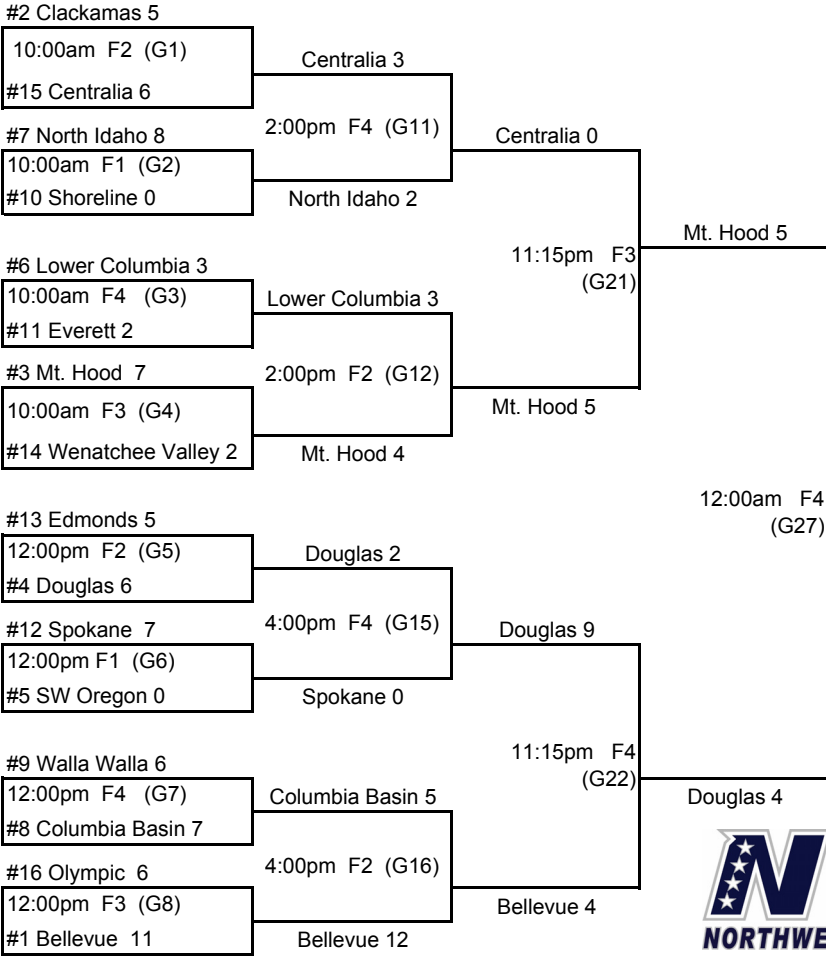 #2 Clackamas 5
10:00am F2 (G1)
#15 Centralia 6
Centralia 3
2:00pm F4 (G11)
#7 North Idaho 8
10:00am F1 (G2)
#10 Shoreline 0
North Idaho 2
Centralia 0
11:15pm F3
(G21)
Mt. Hood 5
#6 Lower Columbia 3
10:00am F4 (G3)
#11 Everett 2
Lower Columbia 3
2:00pm F2 (G12)
#3 Mt. Hood 7
10:00am F3 (G4)
#14 Wenatchee Valley 2
Mt. Hood 4
Mt. Hood 5
12:00am F4
(G27)
#13 Edmonds 5
12:00pm F2 (G5)
#4 Douglas 6
Douglas 2
4:00pm F4 (G15)
#12 Spokane 7
12:00pm F1 (G6)
#5 SW Oregon 0
Spokane 0
Douglas 9
11:15pm F4
(G22)
Douglas 4
#9 Walla Walla 6
12:00pm F4 (G7)
#8 Columbia Basin 7
Columbia Basin 5
4:00pm F2 (G16)
#16 Olympic 6
12:00pm F3 (G8)
#1 Bellevue 11
Bellevue 12
Bellevue 4
N
NORTHWE